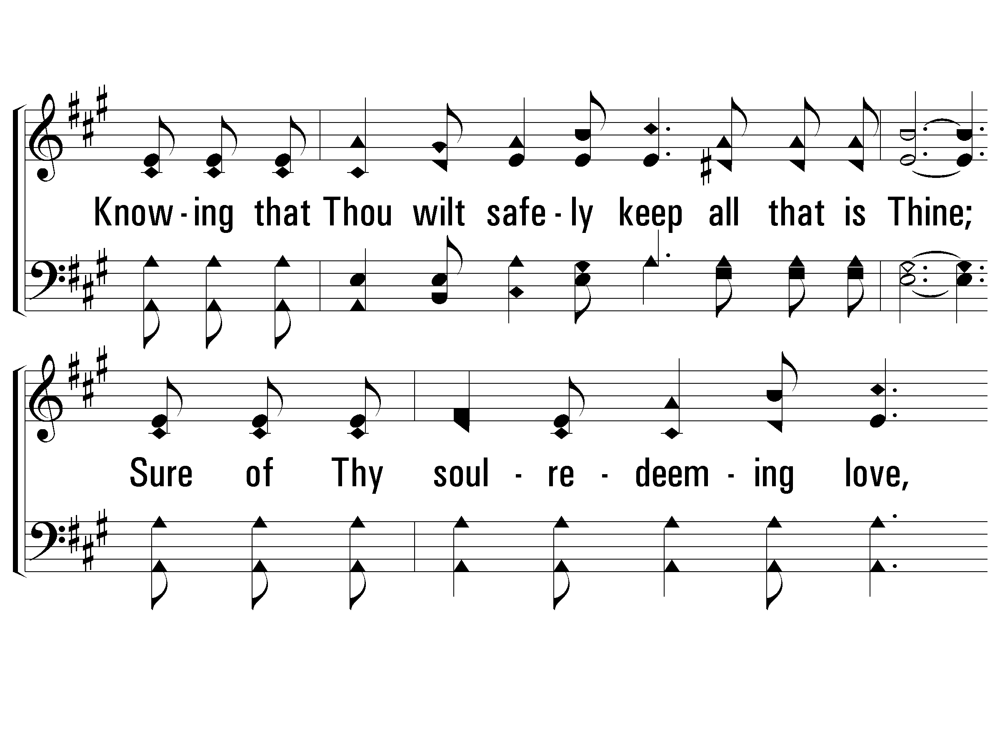 Know - ing that Thou wilt safe - ly keep all that is Thine;
Sure of Thy soul - re - deem - ing love,